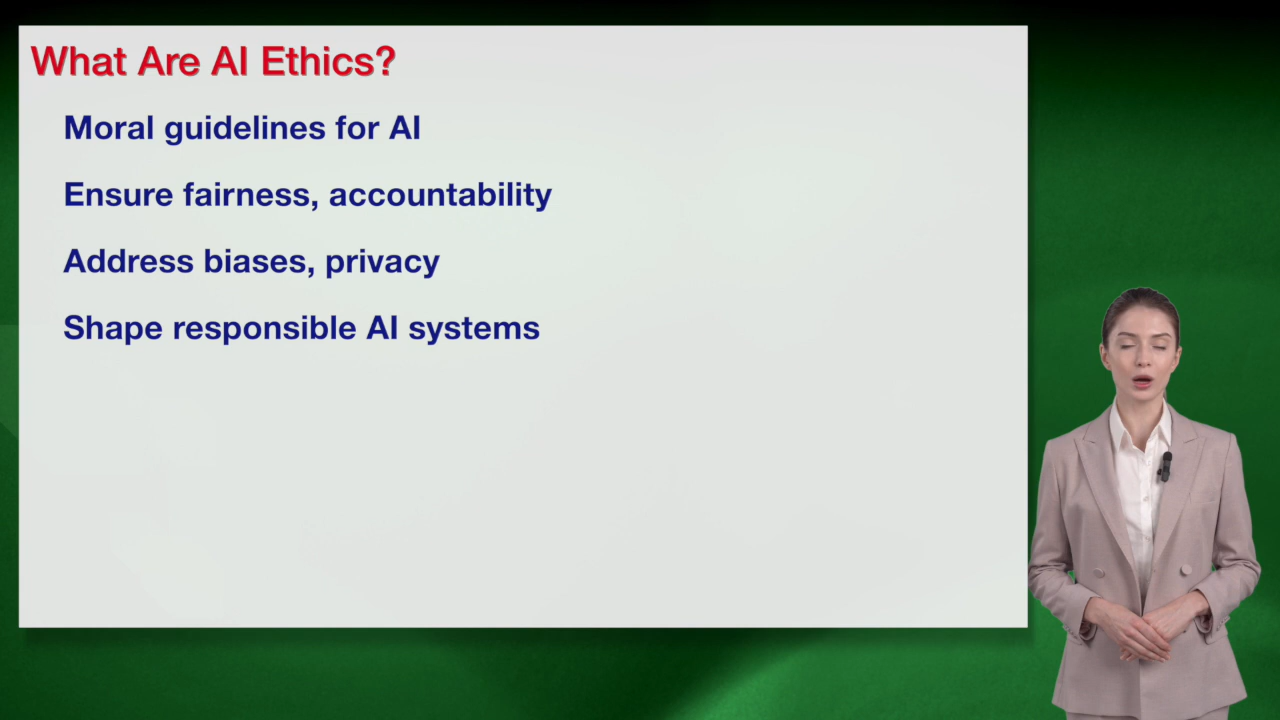 What Are AI Ethics?
Moral guidelines for AI
Ensure fairness, accountability
Address biases, privacy
Shape responsible AI systems